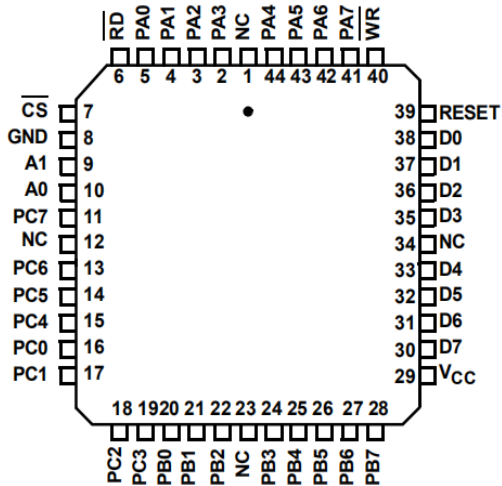 RD PA0 PA1 PA2 PA3 NC PA4 PA5 PA6 PA7 WR
6 5 4 3 2 1 44 43 42 41 40
CS 7 39 RESET
GND 8 38 D0
A1 9 37 D1
A0 10 36 D2
PC7 11 35 D3
NC 12 34 NC
PC6 13 33 D4
PC5 14 32 D5
PC4 15 31 D6
PC0 16 30 D7
PC1 17 29 VCC
18 19 20 21 22 23 24 25 26 27 28
PC2 PC3 PB0 PB1 PB2 NC PB3 PB4 PB5 PB6 PB7